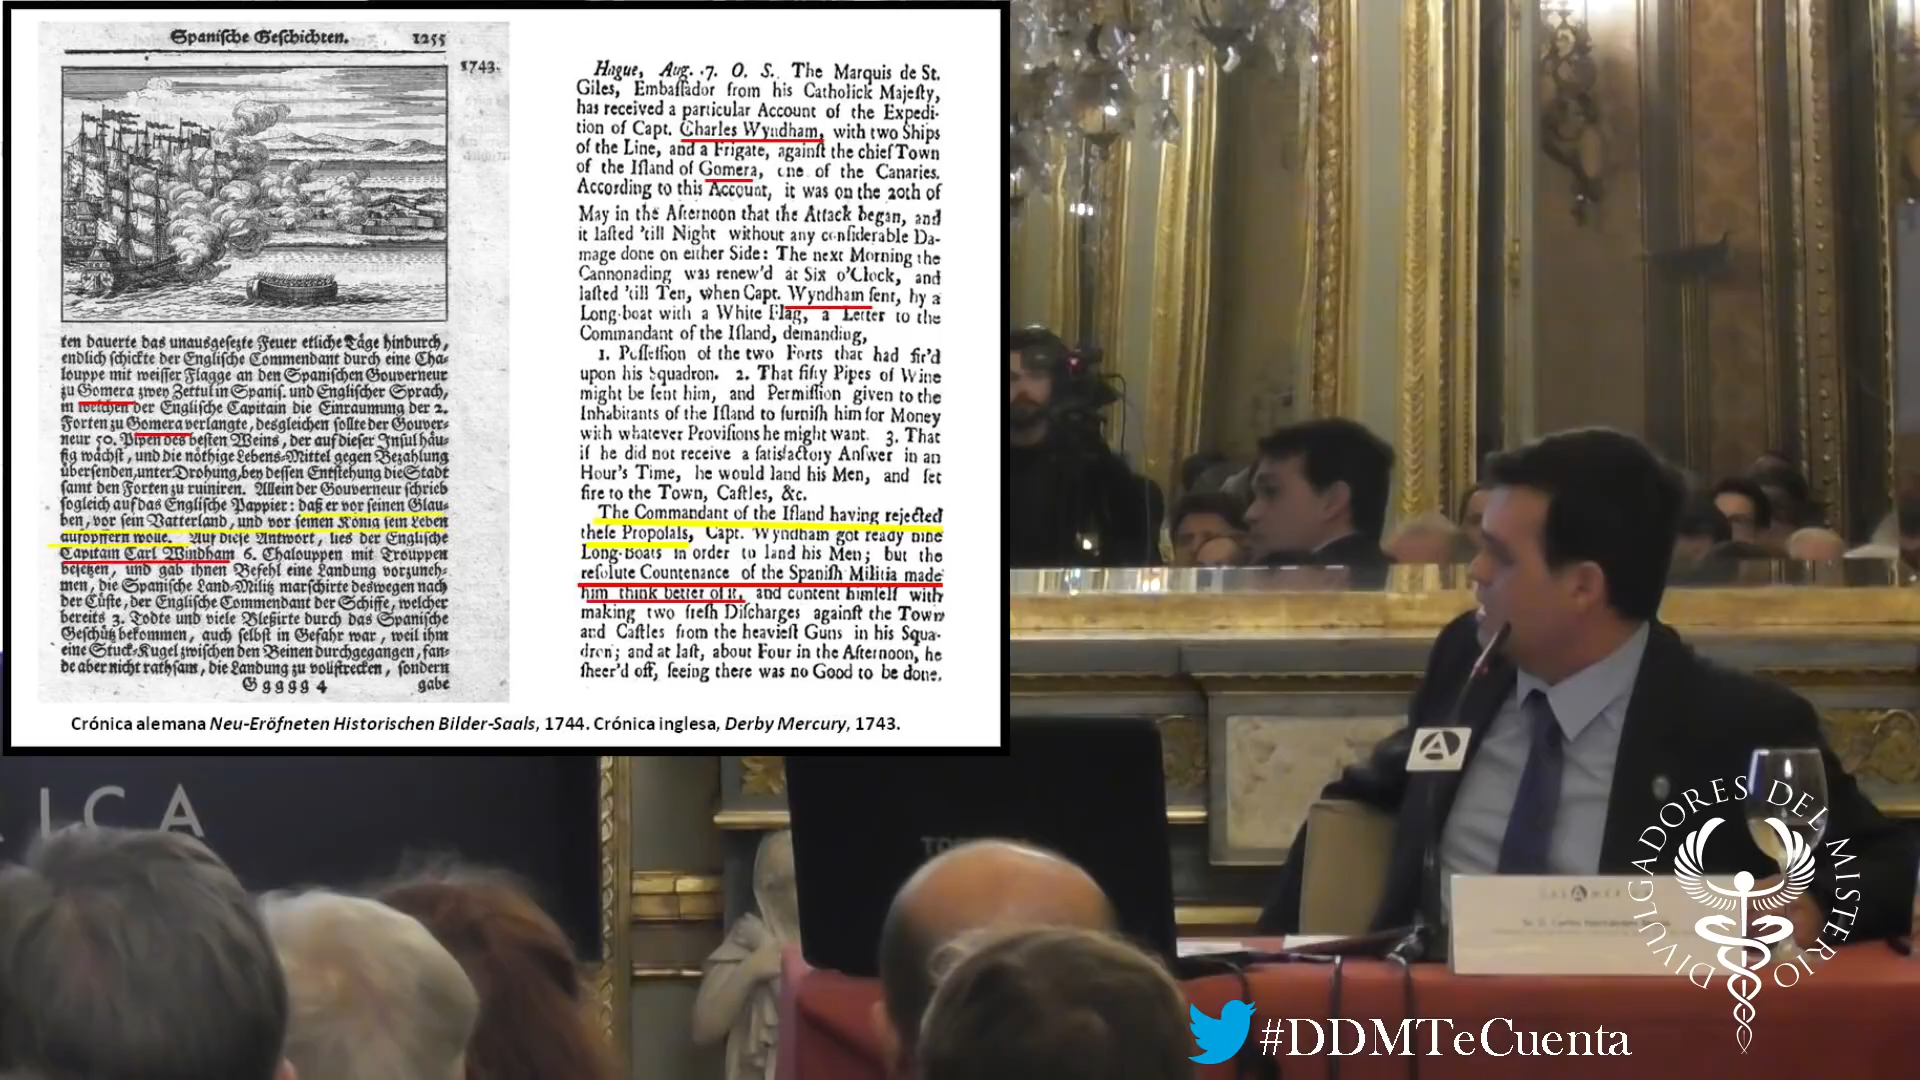 Spanische Geschichten. 1255
1743.
ten dauerte das unausgesezte Feuer etliche Täge hindurch,
endlich schickte der Englische Commendant durch eine Cha-
louppe mit weisser Flagge an den Spanischen Gouverneur
zu Gomera zwey Zettul in Spanis. und Englischer Sprach,
in welchen der Englische Capitain die Einraumung der 2.
Forten zu Gomera verlangte, desgleichen sollte der Gouver-
neur 50. Pipen des besten Weins, der auf dieser Insul häu-
fig wächst, und die nöthige Lebens-Mittel gegen Bezahlung
übersenden, unter Drohung, bey dessen Entstehung die Stadt
samt den Forten zu ruiniren. Allein der Gouverneur schrieb
sogleich auf das Englische Pappier: daß er vor seinen Glau-
ben, vor sein Vatterland, und vor seinen König sein Leben
aufopffern wolle. Auf diese Antwort, lies der Englische
Capitain Carl Windham 6. Chalouppen mit Trouppen
besetzen, und gab ihnen Befehl eine Landung vorzuneh-
men, die Spanische Land-Militz marschirte deswegen nach
der Cüste, der Englische Commendant der Schiffe, welcher
bereits 3. Todte und viele Bleßirte durch das Spanische
Geschüß bekommen, auch selbst in Gefahr war, weil ihm
eine Stuck-Kugel zwischen den Beinen durchgegangen, fan-
de aber nicht rathsam, die Landung zu vollstrecken, sondern
Ggggg 4 gabe
Hague, Aug. 7. O. S. The Marquis de St.
Giles, Embaſſador from his Catholick Majeſty,
has received a particular Account of the Expedi-
tion of Capt. Charles Wyndham, with two Ships
of the Line, and a Frigate, againſt the chief Town
of the Iſland of Gomera, one of the Canaries.
According to this Account, it was on the 20th of
May in the Afternoon that the Attack began, and
it laſted 'till Night without any conſiderable Da-
mage done on either Side: The next Morning the
Cannonading was renew'd at Six o'Clock, and
laſted 'till Ten, when Capt. Wyndham ſent, by a
Long-boat with a White Flag, a Letter to the
Commandant of the Iſland, demanding,
1. Poſſeſſion of the two Forts that had fir'd
upon his Squadron. 2. That fifty Pipes of Wine
might be ſent him, and Permiſſion given to the
Inhabitants of the Iſland to furniſh him for Money
with whatever Proviſions he might want. 3. That
if he did not receive a ſatisfactory Anſwer in an
Hour's Time, he would land his Men, and ſet
fire to the Town, Caſtles, &c.
The Commandant of the Iſland having rejected
theſe Propoſals, Capt. Wyndham got ready nine
Long-Boats in order to land his Men; but the
reſolute Countenance of the Spaniſh Militia made
him think better of it, and content himſelf with
making two freſh Diſcharges againſt the Town
and Caſtles from the heavieſt Guns in his Squa-
dron; and at laſt, about Four in the Afternoon, he
ſheer'd off, ſeeing there was no Good to be done.
Crónica alemana Neu-Eröfneten Historischen Bilder-Saals, 1744. Crónica inglesa, Derby Mercury, 1743.
ICA
A
DIVULGADORES DEL MISTERIO
#DDMTeCuenta